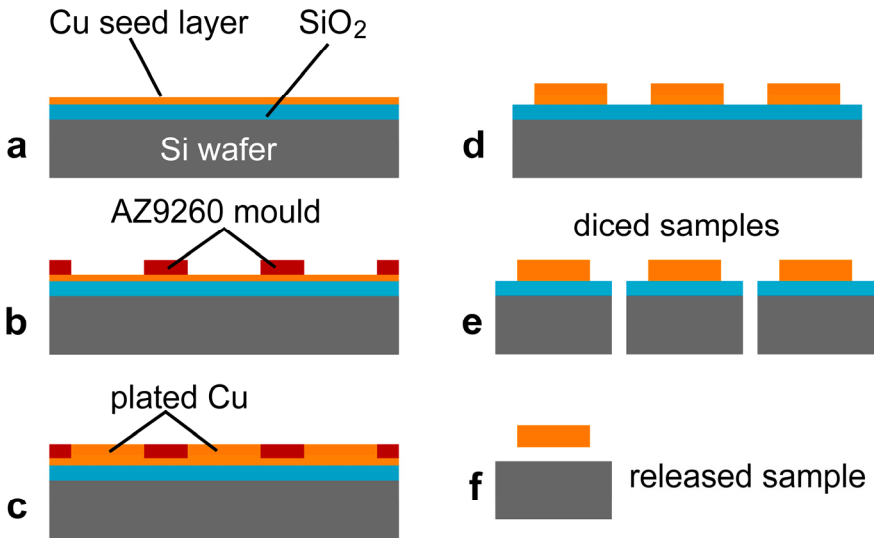 Cu seed layer
SiO₂
a
Si wafer
AZ9260 mould
b
plated Cu
c
d
diced samples
e
f
released sample